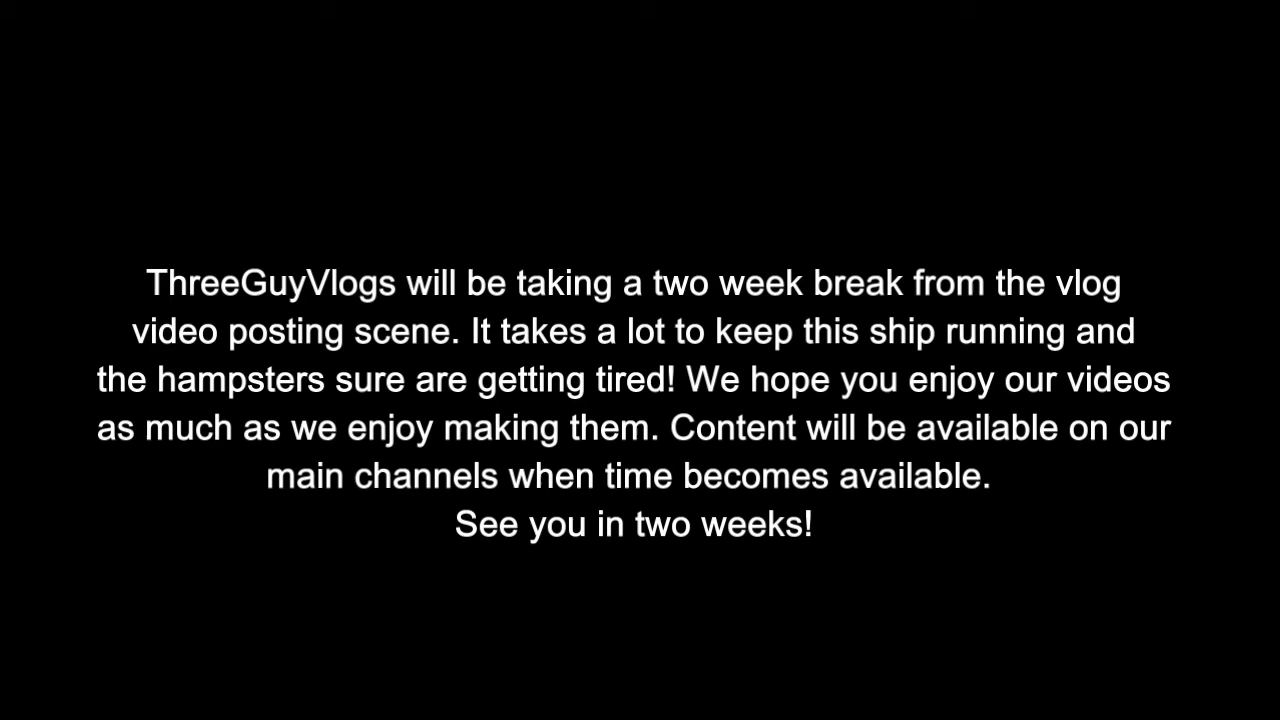 ThreeGuyVlogs will be taking a two week break from the vlog
video posting scene. It takes a lot to keep this ship running and
the hampsters sure are getting tired! We hope you enjoy our videos
as much as we enjoy making them. Content will be available on our
main channels when time becomes available.
See you in two weeks!